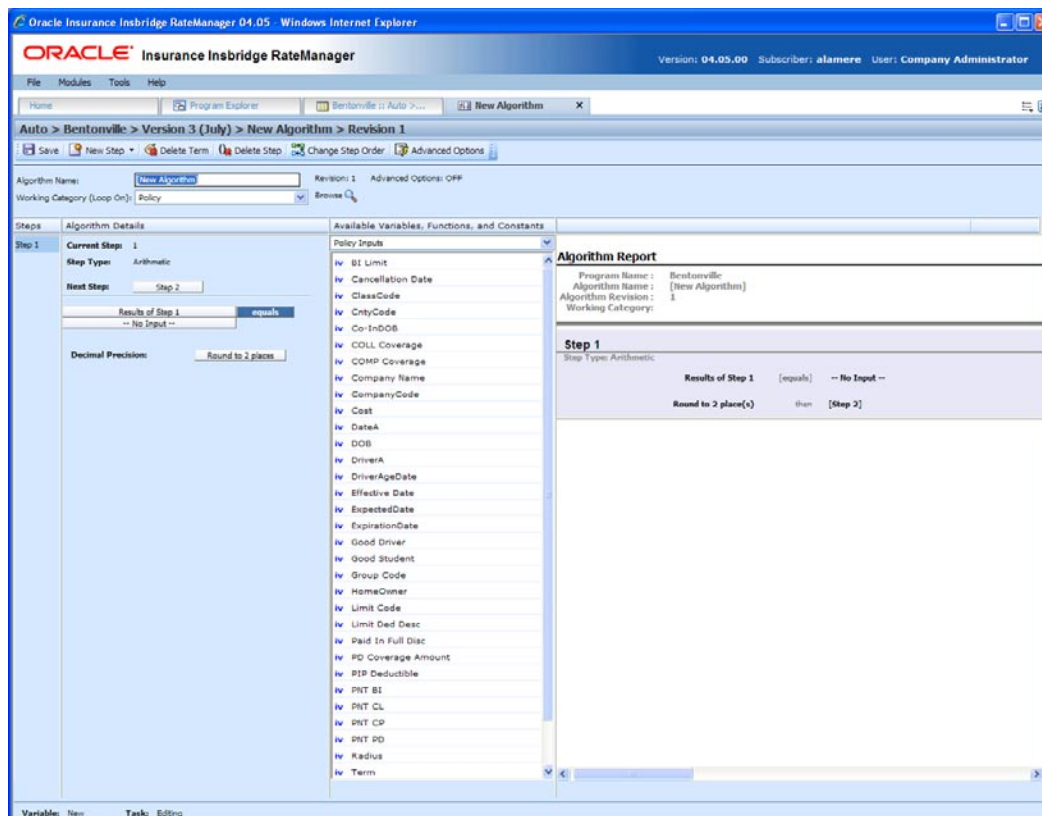 Oracle Insurance Insbridge RateManager 04.05 - Windows Internet Explorer
ORACLE Insurance Insbridge RateManager
Version: 04.05.00 Subscriber: alamere User: Company Administrator
File Modules Tools Help
Home Program Explorer Bentonville :: Auto >... New Algorithm X
Auto > Bentonville > Version 3 (July) > New Algorithm > Revision 1
Save New Step Delete Term Delete Step Change Step Order Advanced Options
Algorithm Name: [New Algorithm] Revision: 1 Advanced Options: OFF
Working Category (Loop On): Policy Browse
Steps Algorithm Details Available Variables, Functions, and Constants
Step 1
Current Step: 1
Step Type: Arithmetic
Next Step: Step 2
Results of Step 1 equals
-- No Input --
Decimal Precision: Round to 2 places
Policy Inputs
iv BI Limit
iv Cancellation Date
iv ClassCode
iv CntyCode
iv Co-InDOB
iv COLL Coverage
iv COMP Coverage
iv Company Name
iv CompanyCode
iv Cost
iv DateA
iv DOB
iv DriverA
iv DriverAgeDate
iv Effective Date
iv ExpectedDate
iv ExpirationDate
iv Good Driver
iv Good Student
iv Group Code
iv HomeOwner
iv Limit Code
iv Limit Ded Desc
iv Paid In Full Disc
iv PD Coverage Amount
iv PIP Deductible
iv PNT BI
iv PNT CL
iv PNT CP
iv PNT PD
iv Radius
iv Term
Algorithm Report
Program Name : Bentonville
Algorithm Name : [New Algorithm]
Algorithm Revision : 1
Working Category:
Step 1
Step Type: Arithmetic
Results of Step 1 [equals] -- No Input --
Round to 2 place(s) then [Step 2]
Variable: New Task: Editing